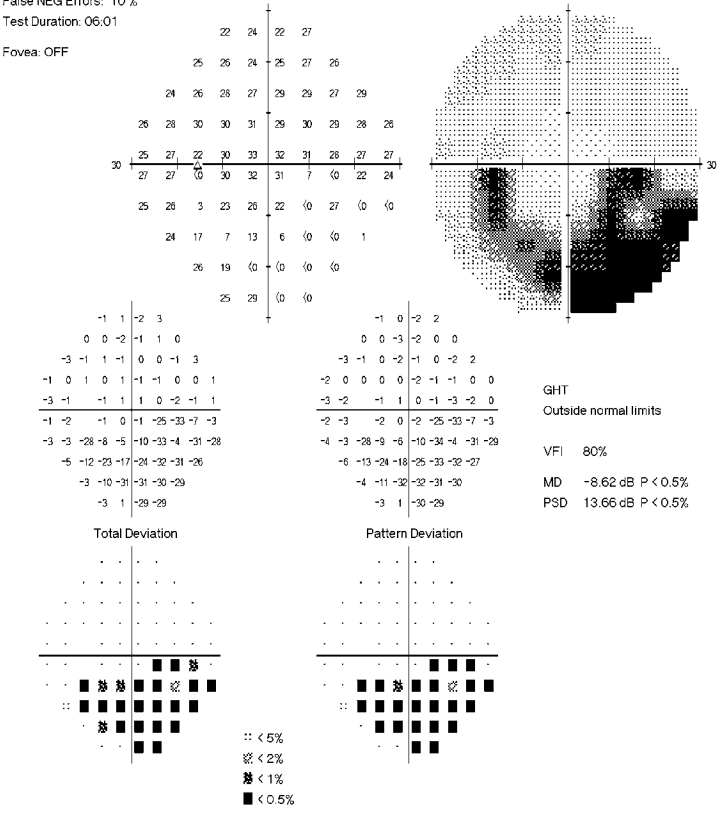 False NEG Errors: 10 %
Test Duration: 06:01
Fovea: OFF
22 24 22 27
25 26 24 25 27 26
24 26 28 27 29 29 27 29
26 28 30 30 31 29 30 29 28 26
25 27 22 30 33 32 31 28 27 27
30 30
27 27 (0 30 32 31 7 (0 22 24
25 26 3 23 26 22 (0 27 (0 (0
24 17 7 13 6 (0 (0 1
26 19 (0 (0 (0 (0
25 29 (0 (0
-1 1 -2 3 -1 0 -2 2
0 0 -2 -1 1 0 0 0 -3 -2 0 0
-3 -1 1 -1 0 0 -1 3 -3 -1 0 -2 -1 0 -2 2
-1 0 1 0 1 -1 -1 0 0 1 -2 0 0 0 0 -2 -1 -1 0 0
-3 -1 -1 1 1 0 -1 0 1 -3 -2 -1 1 0 0 -2 0 0
-1 -2 -1 0 -1 -25 -33 -7 -3 -2 -3 -2 0 -2 -25 -33 -7 -3
-3 -3 -28 -8 -5 -10 -33 -4 -31 -28 -4 -3 -28 -9 -6 -10 -34 -4 -31 -29
-5 -12 -23 -17 -24 -32 -31 -26 -6 -13 -24 -18 -25 -33 -32 -27
-3 -10 -31 -31 -30 -29 -4 -11 -32 -32 -31 -30
-3 1 -29 -29 -3 1 -30 -29
GHT
Outside normal limits
VFI 80%
MD -8.62 dB P < 0.5%
PSD 13.66 dB P < 0.5%
Total Deviation Pattern Deviation
< 5%
< 2%
< 1%
< 0.5%